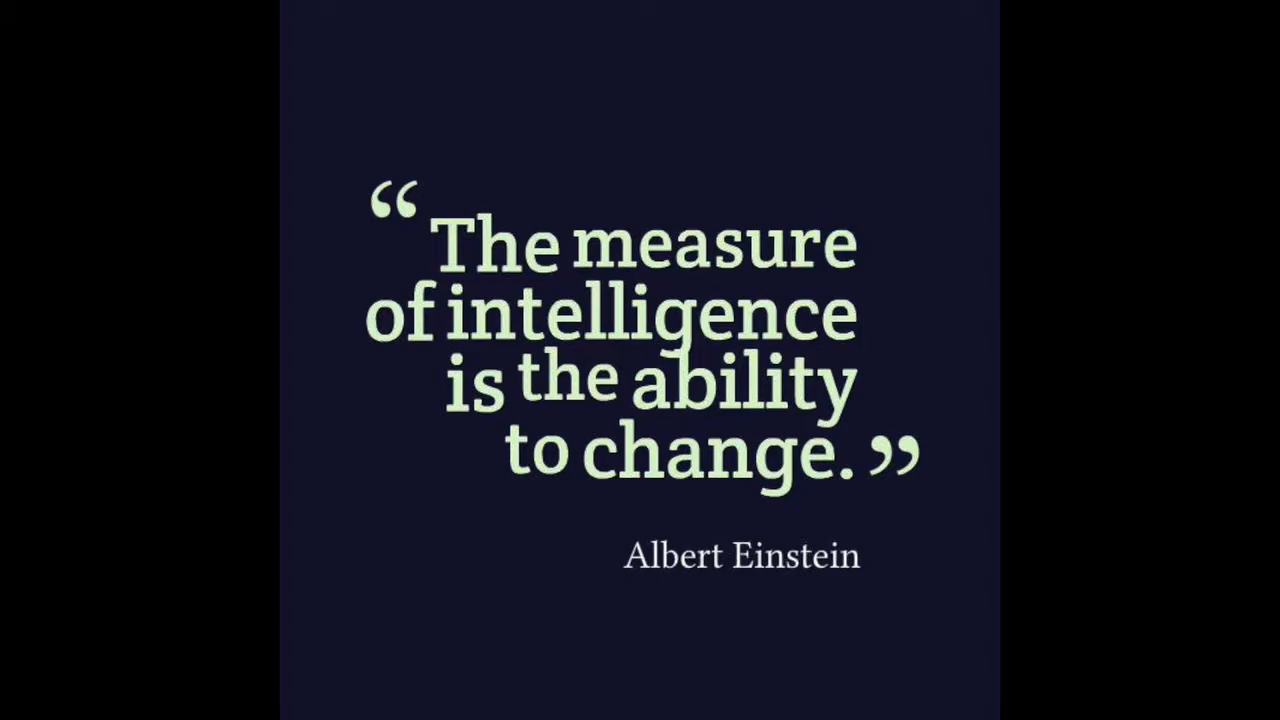 “The measure
of intelligence
is the ability
to change.”
Albert Einstein